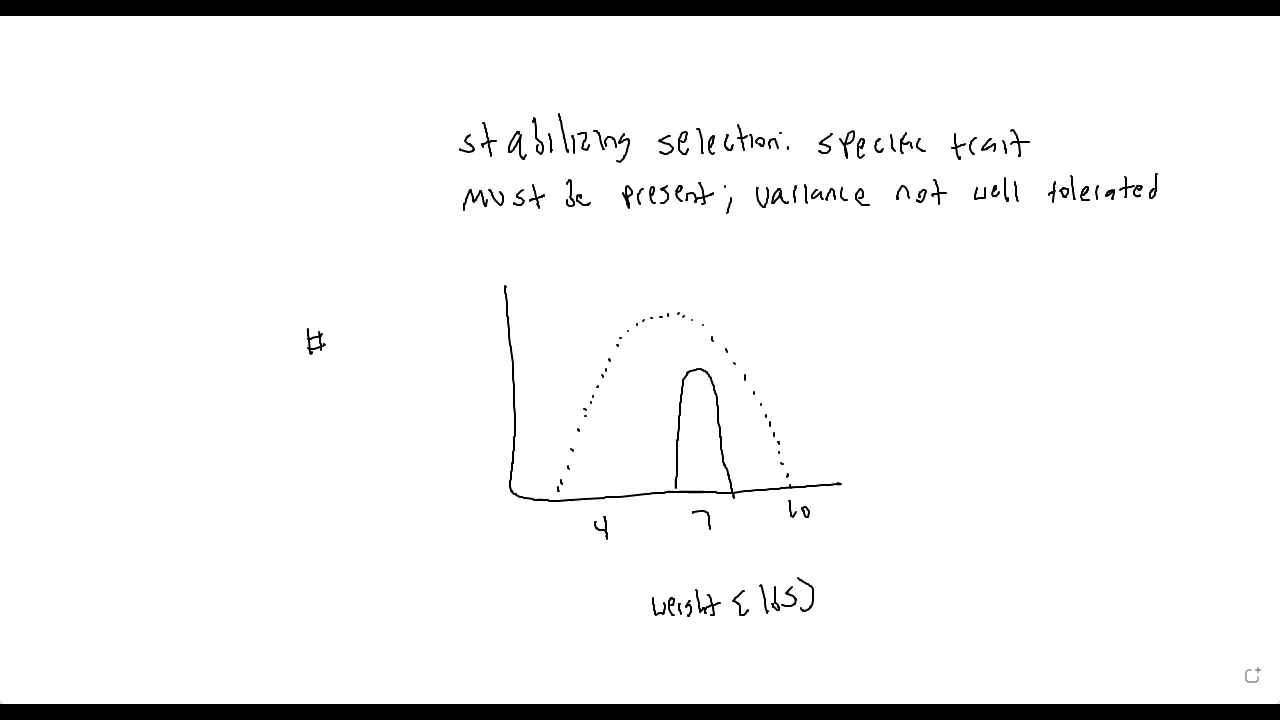 stabilizing selection: specific trait
must be present; variance not well tolerated
#
4 7 10
weight (lbs)